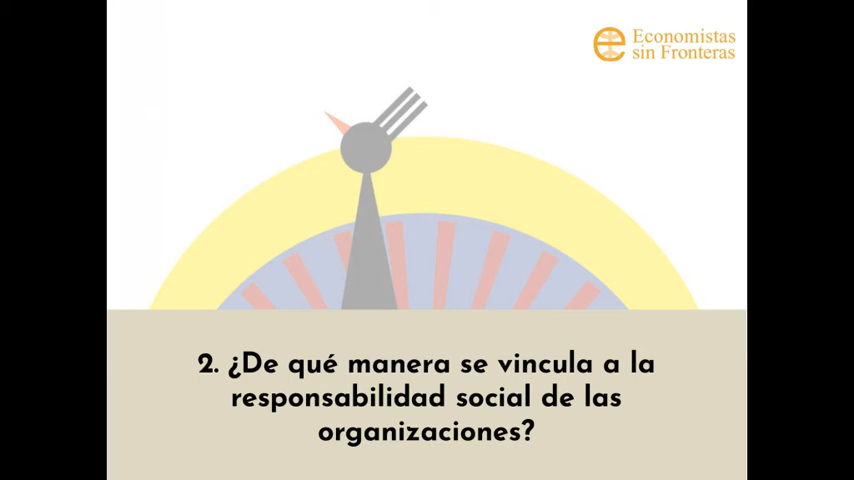 Economistas
sin Fronteras
2. ¿De qué manera se vincula a la
responsabilidad social de las
organizaciones?